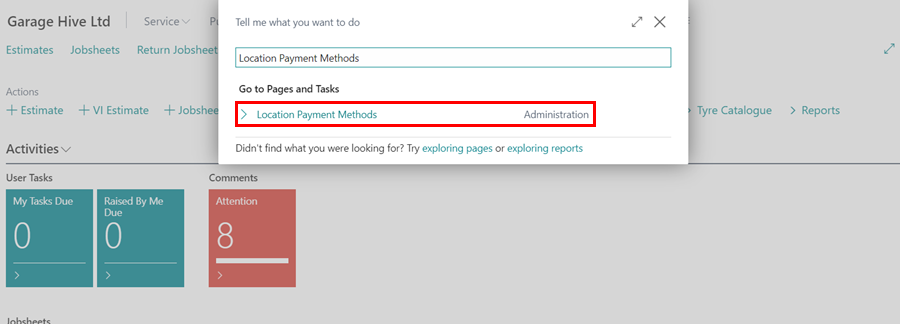 Garage Hive Ltd
Service
Pu
Tell me what you want to do
Estimates
Jobsheets
Return Jobsheet
Location Payment Methods
Go to Pages and Tasks
Location Payment Methods
Administration
Actions
Estimate
VI Estimate
Jobshee
Tyre Catalogue
Reports
Didn't find what you were looking for? Try exploring pages or exploring reports
Activities
User Tasks
Comments
My Tasks Due
0
Raised By Me Due
0
Attention
8
Jobsheets